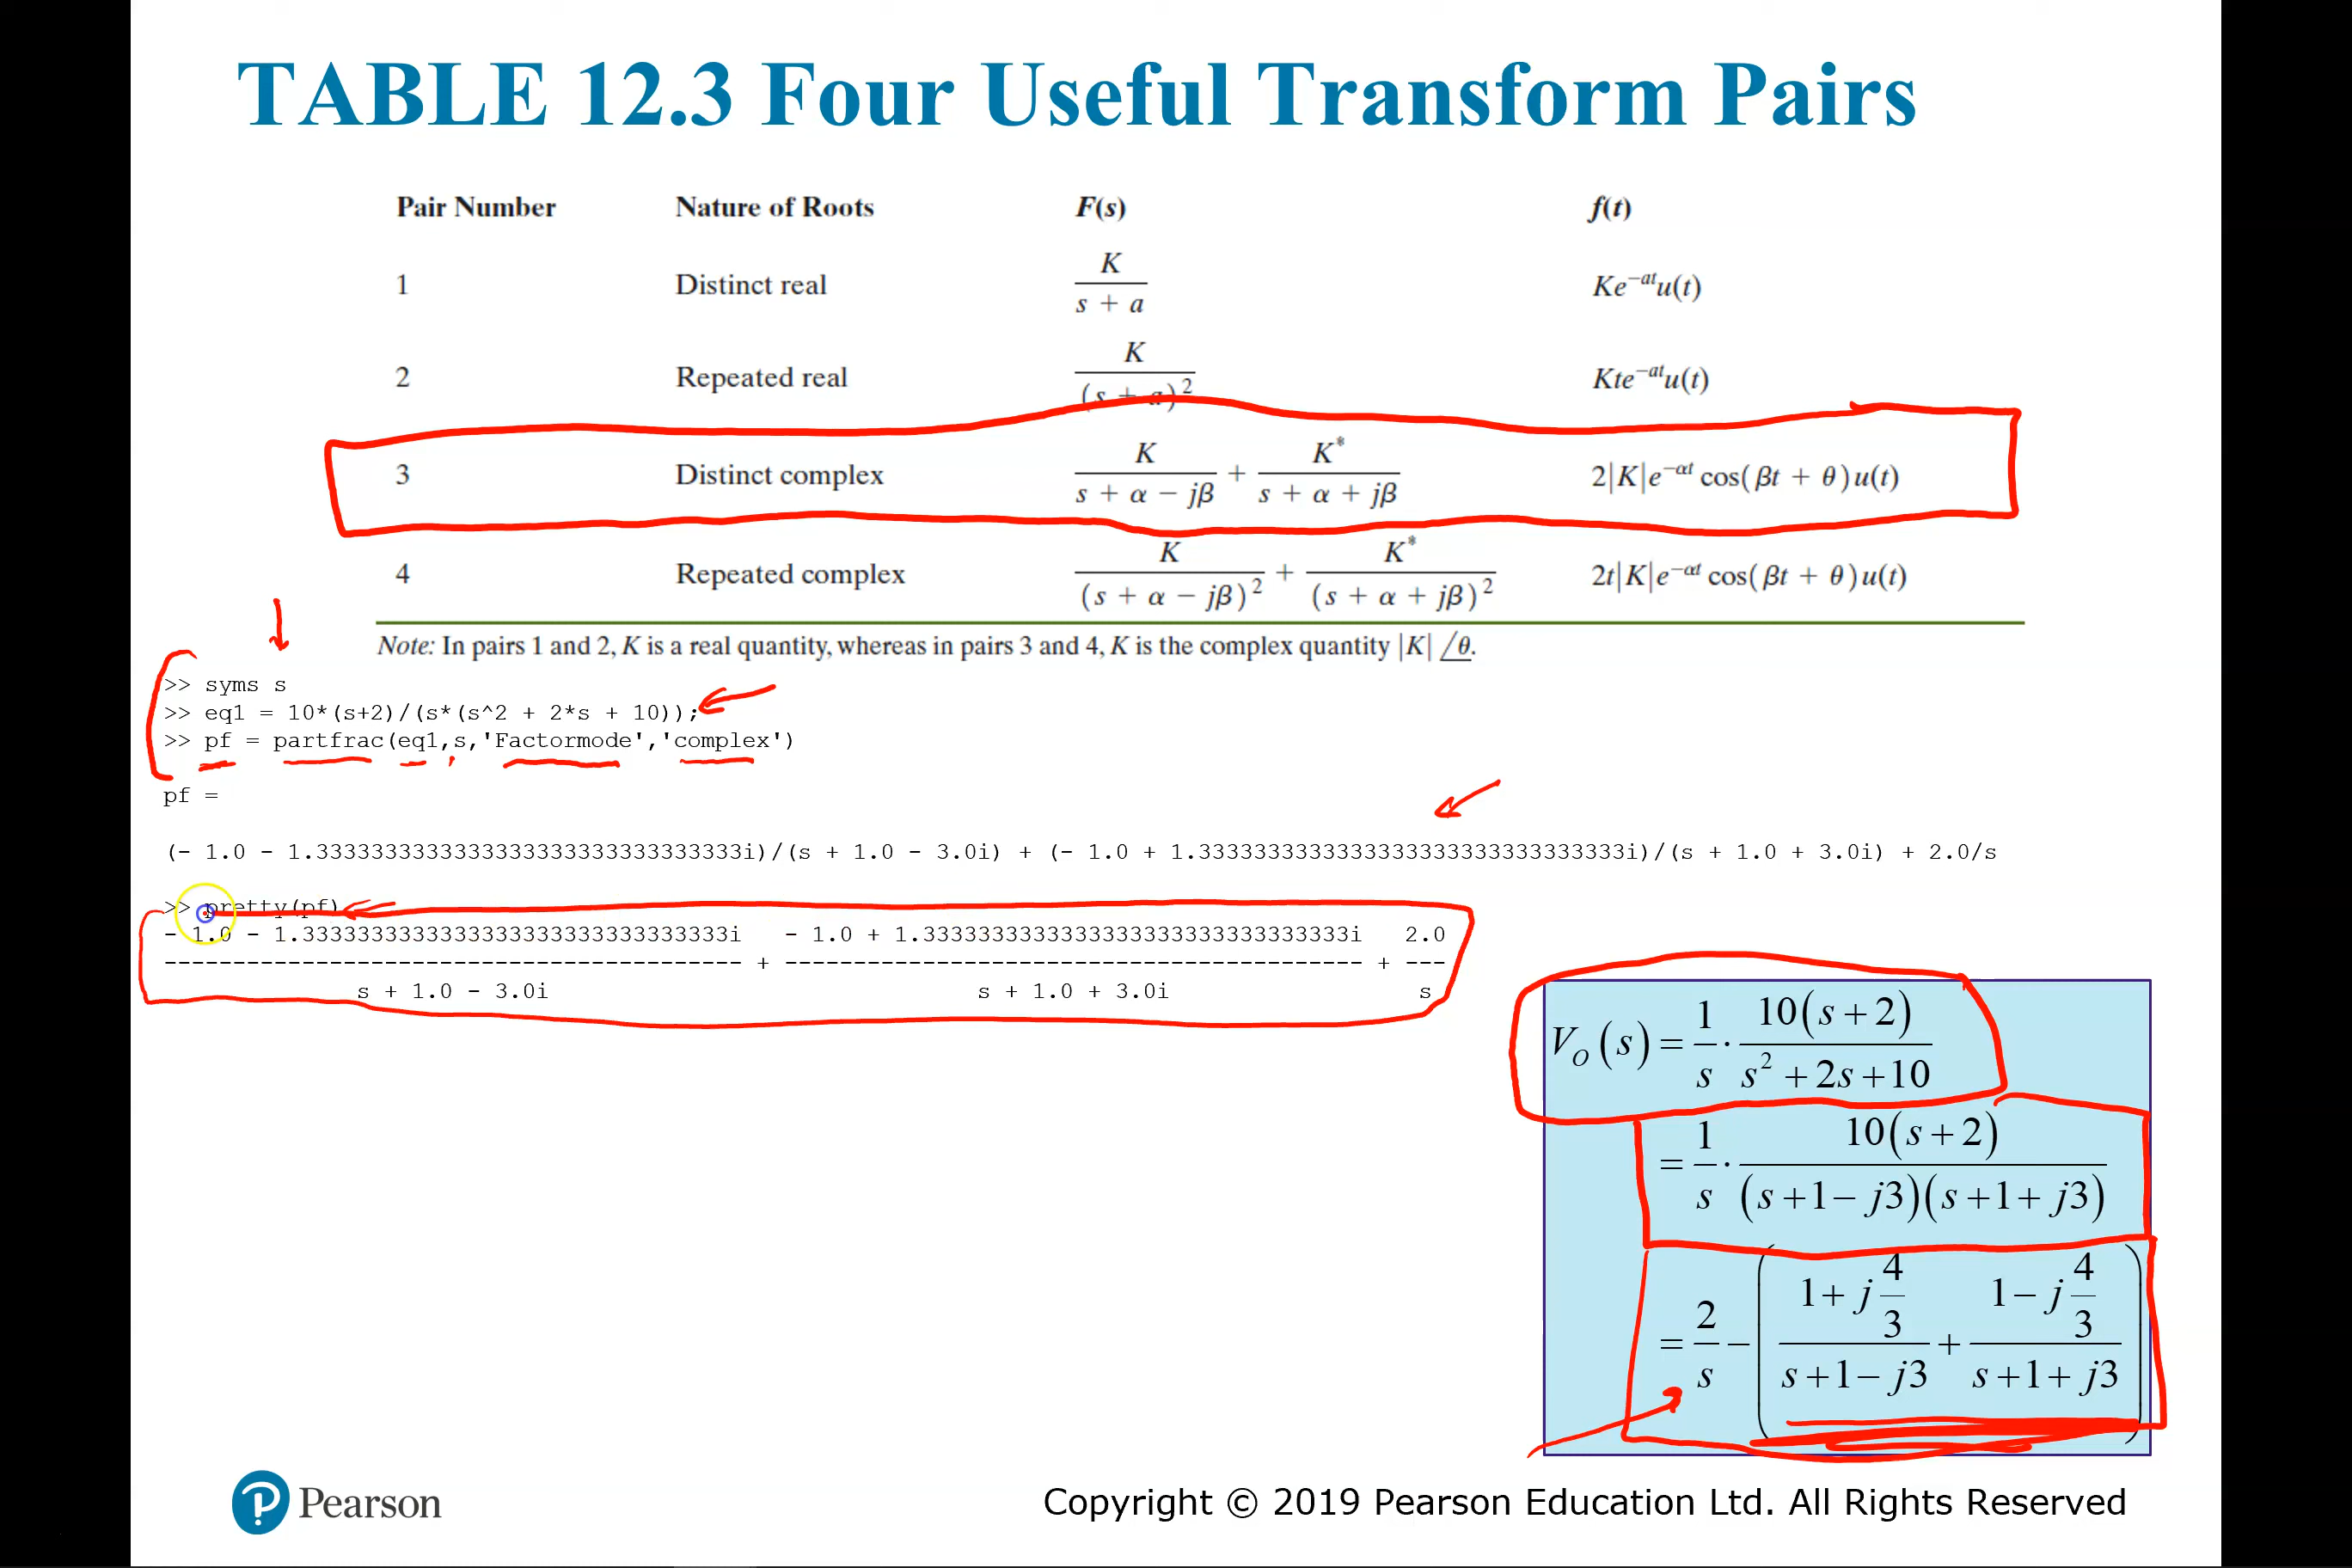 TABLE 12.3 Four Useful Transform Pairs
Pair Number Nature of Roots F(s) f(t)
1 Distinct real K/(s + a) Ke^{−at}u(t)
2 Repeated real K/(s + a)^2 Kte^{−at}u(t)
3 Distinct complex K/(s + α − jβ) + K*/(s + α + jβ) 2|K|e^{−αt} cos(βt + θ)u(t)
4 Repeated complex K/(s + α − jβ)^2 + K*/(s + α + jβ)^2 2t|K|e^{−αt} cos(βt + θ)u(t)
Note: In pairs 1 and 2, K is a real quantity, whereas in pairs 3 and 4, K is the complex quantity |K| /θ.
>> syms s
>> eq1 = 10*(s+2)/(s*(s^2 + 2*s + 10));
>> pf = partfrac(eq1,s,'Factormode','complex')
pf =
(- 1.0 - 1.3333333333333333333333333333333i)/(s + 1.0 - 3.0i) + (- 1.0 + 1.3333333333333333333333333333333i)/(s + 1.0 + 3.0i) + 2.0/s
>> pretty(pf)
- 1.0 - 1.3333333333333333333333333333333i   - 1.0 + 1.3333333333333333333333333333333i   2.0
------------------------------------------ + ------------------------------------------ + ---
s + 1.0 - 3.0i   s + 1.0 + 3.0i   s
V_O(s) = 1/s · 10(s+2)/(s^2+2s+10)
= 1/s · 10(s+2)/((s+1−j3)(s+1+j3))
= 2/s − ((1+j4/3)/(s+1−j3) + (1−j4/3)/(s+1+j3))
P Pearson
Copyright © 2019 Pearson Education Ltd. All Rights Reserved